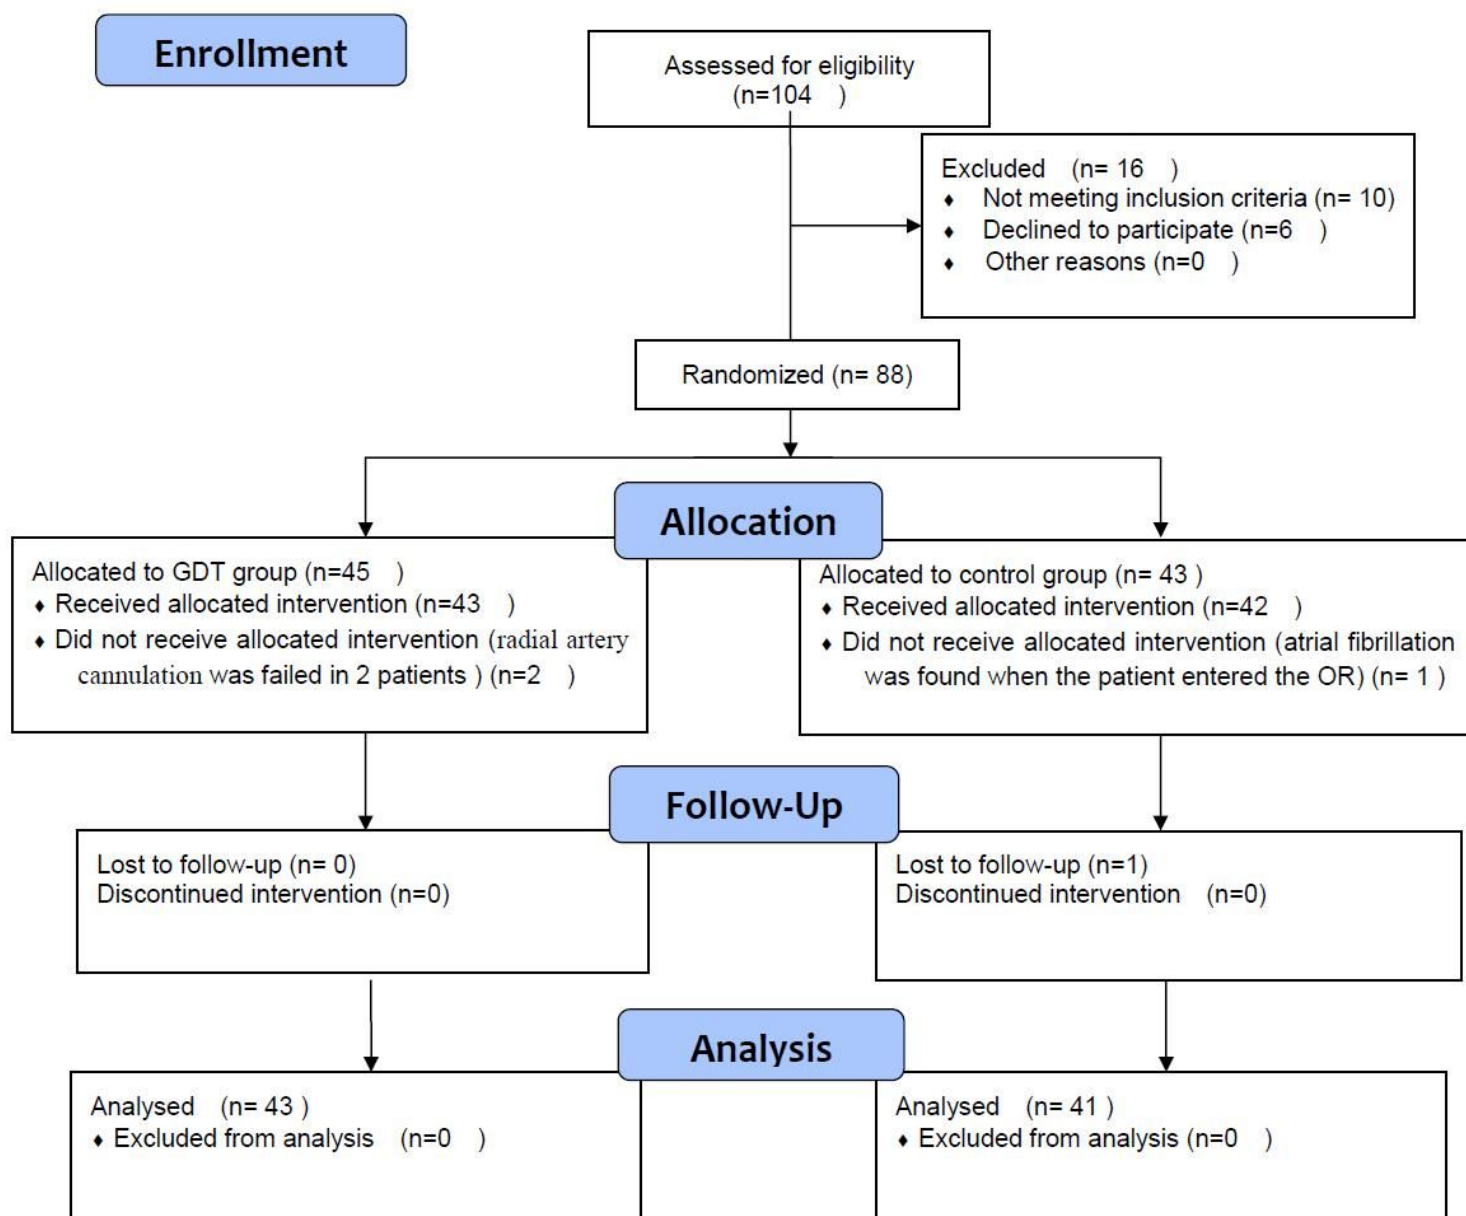 Enrollment
Assessed for eligibility
(n=104 )
Excluded (n= 16 )
♦ Not meeting inclusion criteria (n= 10)
♦ Declined to participate (n=6 )
♦ Other reasons (n=0 )
Randomized (n= 88)
Allocation
Allocated to GDT group (n=45 )
♦ Received allocated intervention (n=43 )
♦ Did not receive allocated intervention (radial artery
cannulation was failed in 2 patients ) (n=2 )
Allocated to control group (n= 43 )
♦ Received allocated intervention (n=42 )
♦ Did not receive allocated intervention (atrial fibrillation
was found when the patient entered the OR) (n= 1 )
Follow-Up
Lost to follow-up (n= 0)
Discontinued intervention (n=0)
Lost to follow-up (n=1)
Discontinued intervention (n=0)
Analysis
Analysed (n= 43 )
♦ Excluded from analysis (n=0 )
Analysed (n= 41 )
♦ Excluded from analysis (n=0 )